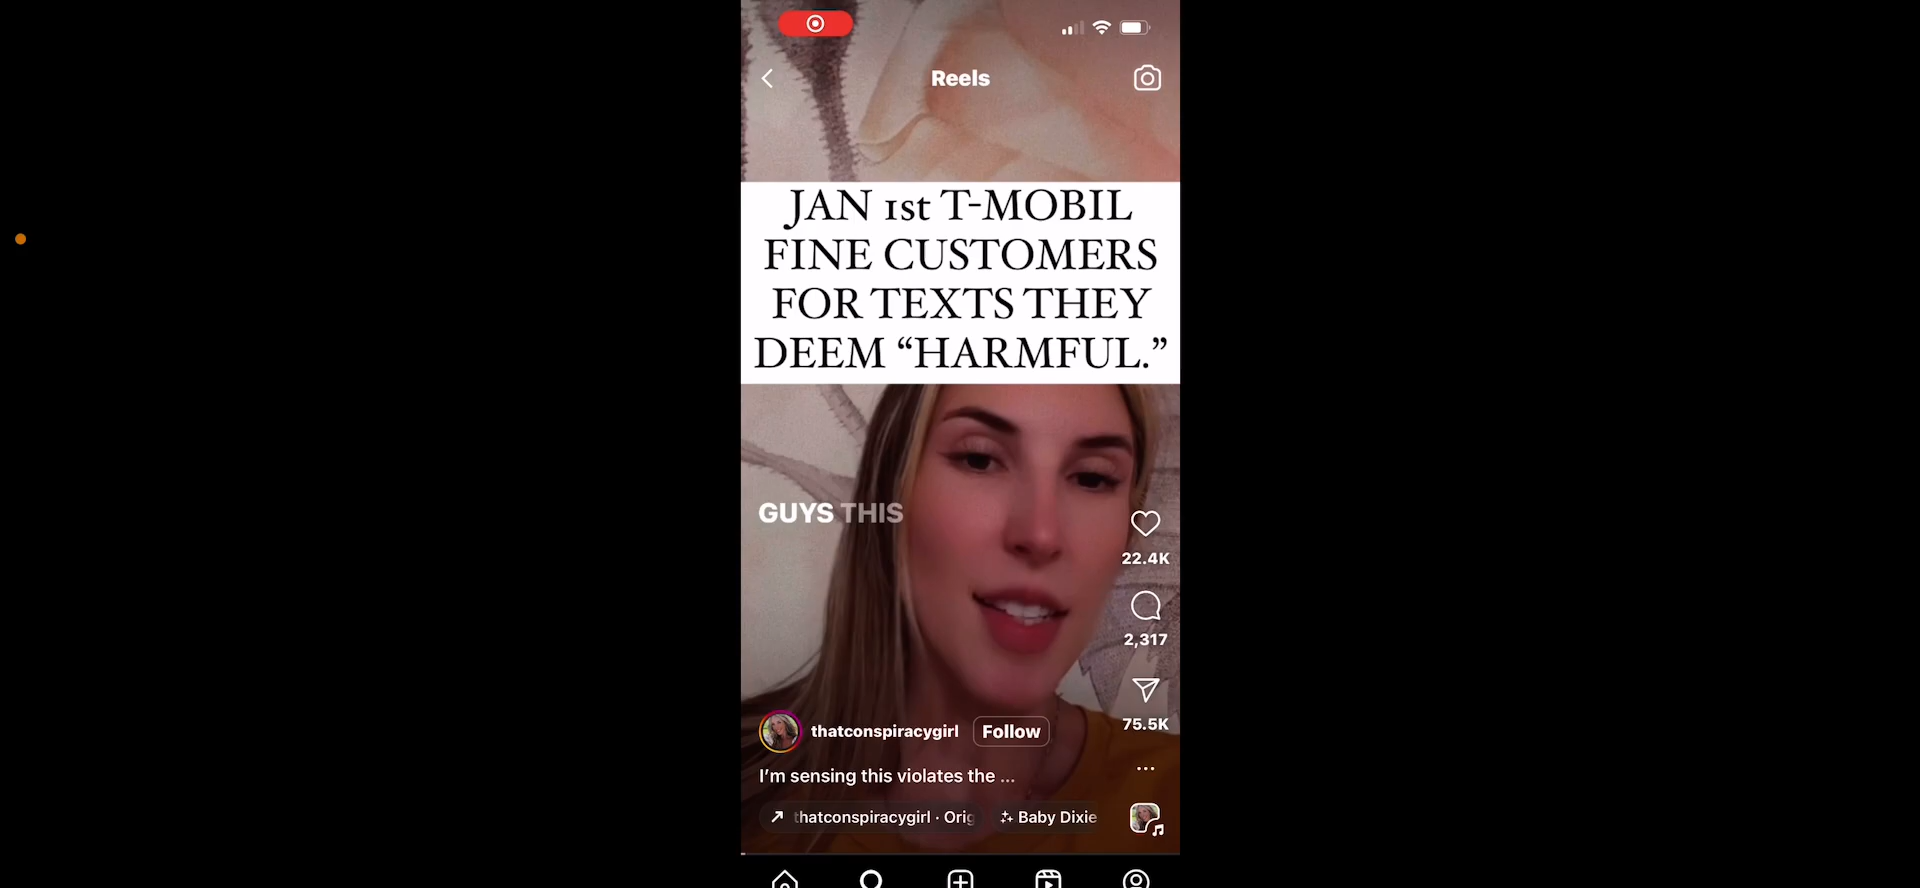 Reels
JAN 1st T-MOBIL
FINE CUSTOMERS
FOR TEXTS THEY
DEEM “HARMFUL.”
GUYS THIS
22.4K
2,317
75.5K
thatconspiracygirl Follow
I’m sensing this violates the ...
thatconspiracygirl · Orig Baby Dixie